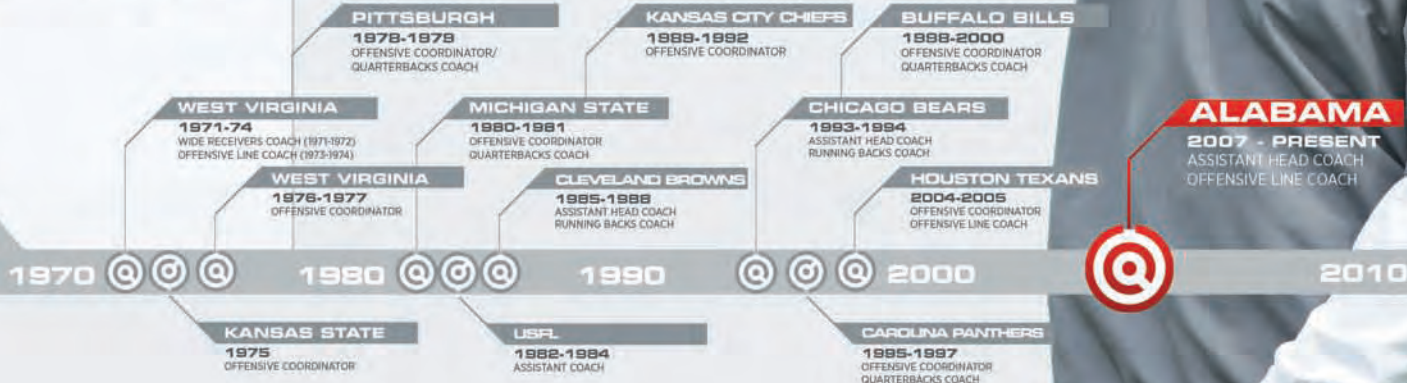 PITTSBURGH
1978-1979
OFFENSIVE COORDINATOR/
QUARTERBACKS COACH
KANSAS CITY CHIEFS
1989-1992
OFFENSIVE COORDINATOR
BUFFALO BILLS
1998-2000
OFFENSIVE COORDINATOR
QUARTERBACKS COACH
WEST VIRGINIA
1971-74
WIDE RECEIVERS COACH (1971-1972)
OFFENSIVE LINE COACH (1973-1974)
MICHIGAN STATE
1980-1981
OFFENSIVE COORDINATOR
QUARTERBACKS COACH
CHICAGO BEARS
1993-1994
ASSISTANT HEAD COACH
RUNNING BACKS COACH
ALABAMA
2007 - PRESENT
ASSISTANT HEAD COACH
OFFENSIVE LINE COACH
WEST VIRGINIA
1976-1977
OFFENSIVE COORDINATOR
CLEVELAND BROWNS
1985-1988
ASSISTANT HEAD COACH
RUNNING BACKS COACH
HOUSTON TEXANS
2004-2005
OFFENSIVE COORDINATOR
OFFENSIVE LINE COACH
1970 1980 1990 2000 2010
KANSAS STATE
1975
OFFENSIVE COORDINATOR
USFL
1982-1984
ASSISTANT COACH
CAROLINA PANTHERS
1995-1997
OFFENSIVE COORDINATOR
QUARTERBACKS COACH